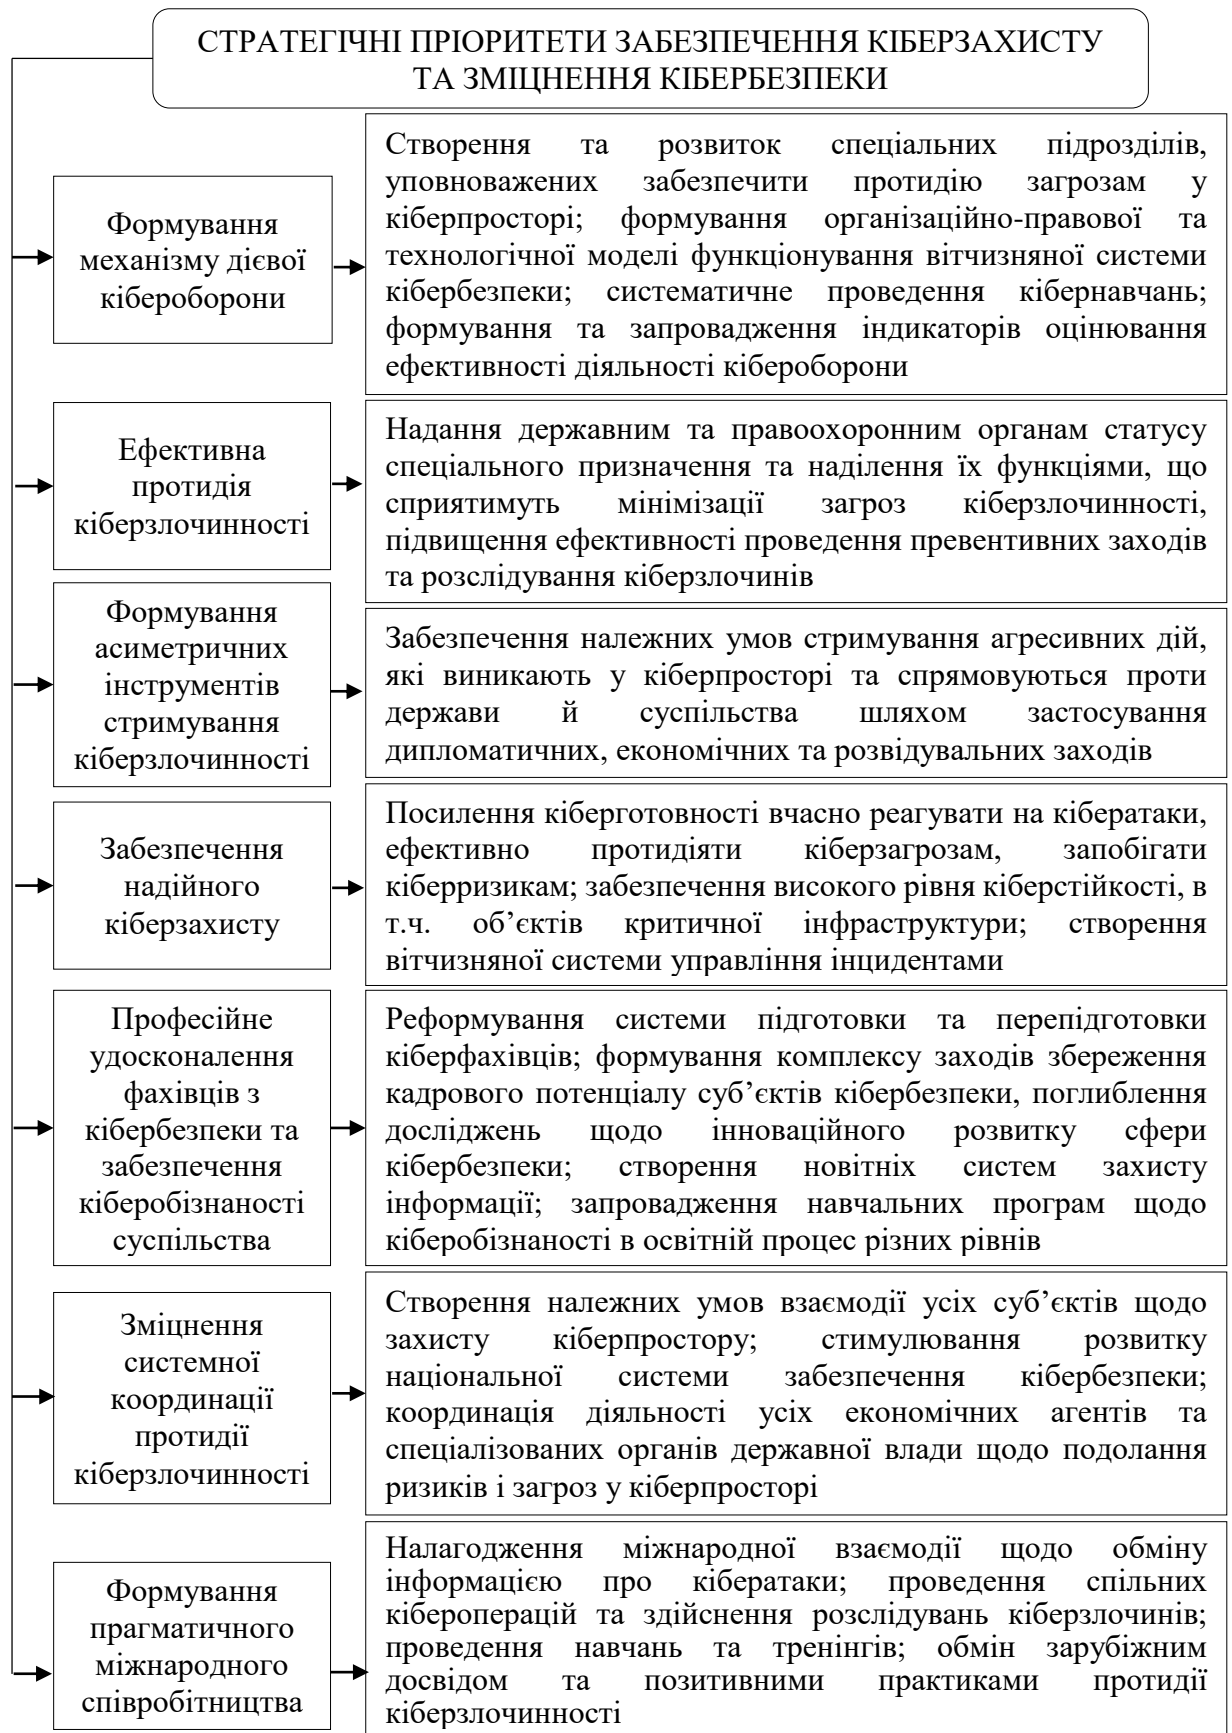 СТРАТЕГІЧНІ ПРІОРИТЕТИ ЗАБЕЗПЕЧЕННЯ КІБЕРЗАХИСТУ
ТА ЗМІЦНЕННЯ КІБЕРБЕЗПЕКИ
Формування
механізму дієвої
кібероборони
Створення та розвиток спеціальних підрозділів,
уповноважених забезпечити протидію загрозам у
кіберпросторі; формування організаційно-правової та
технологічної моделі функціонування вітчизняної системи
кібербезпеки; систематичне проведення кібернавчань;
формування та запровадження індикаторів оцінювання
ефективності діяльності кібероборони
Ефективна
протидія
кіберзлочинності
Надання державним та правоохоронним органам статусу
спеціального призначення та наділення їх функціями, що
сприятимуть мінімізації загроз кіберзлочинності,
підвищення ефективності проведення превентивних заходів
та розслідування кіберзлочинів
Формування
асиметричних
інструментів
стримування
кіберзлочинності
Забезпечення належних умов стримування агресивних дій,
які виникають у кіберпросторі та спрямовуються проти
держави й суспільства шляхом застосування
дипломатичних, економічних та розвідувальних заходів
Забезпечення
надійного
кіберзахисту
Посилення кіберготовності вчасно реагувати на кібератаки,
ефективно протидіяти кіберзагрозам, запобігати
кіберризикам; забезпечення високого рівня кіберстійкості, в
т.ч. об’єктів критичної інфраструктури; створення
вітчизняної системи управління інцидентами
Професійне
удосконалення
фахівців з
кібербезпеки та
забезпечення
кіберобізнаності
суспільства
Реформування системи підготовки та перепідготовки
кіберфахівців; формування комплексу заходів збереження
кадрового потенціалу суб’єктів кібербезпеки, поглиблення
досліджень щодо інноваційного розвитку сфери
кібербезпеки; створення новітніх систем захисту
інформації; запровадження навчальних програм щодо
кіберобізнаності в освітній процес різних рівнів
Зміцнення
системної
координації
протидії
кіберзлочинності
Створення належних умов взаємодії усіх суб’єктів щодо
захисту кіберпростору; стимулювання розвитку
національної системи забезпечення кібербезпеки;
координація діяльності усіх економічних агентів та
спеціалізованих органів державної влади щодо подолання
ризиків і загроз у кіберпросторі
Формування
прагматичного
міжнародного
співробітництва
Налагодження міжнародної взаємодії щодо обміну
інформацією про кібератаки; проведення спільних
кібероперацій та здійснення розслідувань кіберзлочинів;
проведення навчань та тренінгів; обмін зарубіжним
досвідом та позитивними практиками протидії
кіберзлочинності